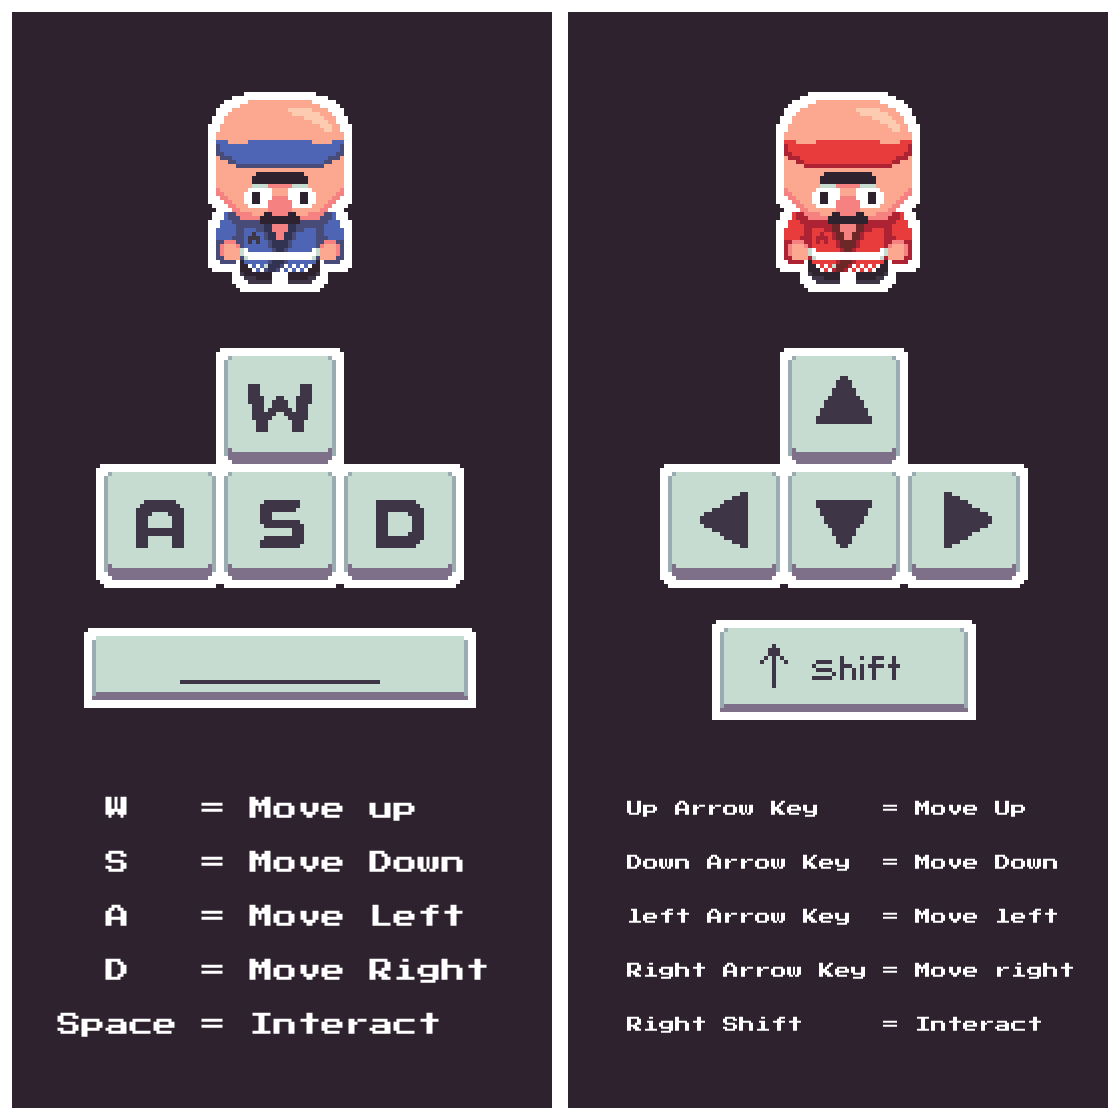 W
A S D
W = Move up
S = Move Down
A = Move Left
D = Move Right
Space = Interact
↑ Shift
Up Arrow Key = Move Up
Down Arrow Key = Move Down
left Arrow Key = Move left
Right Arrow Key = Move right
Right Shift = Interact